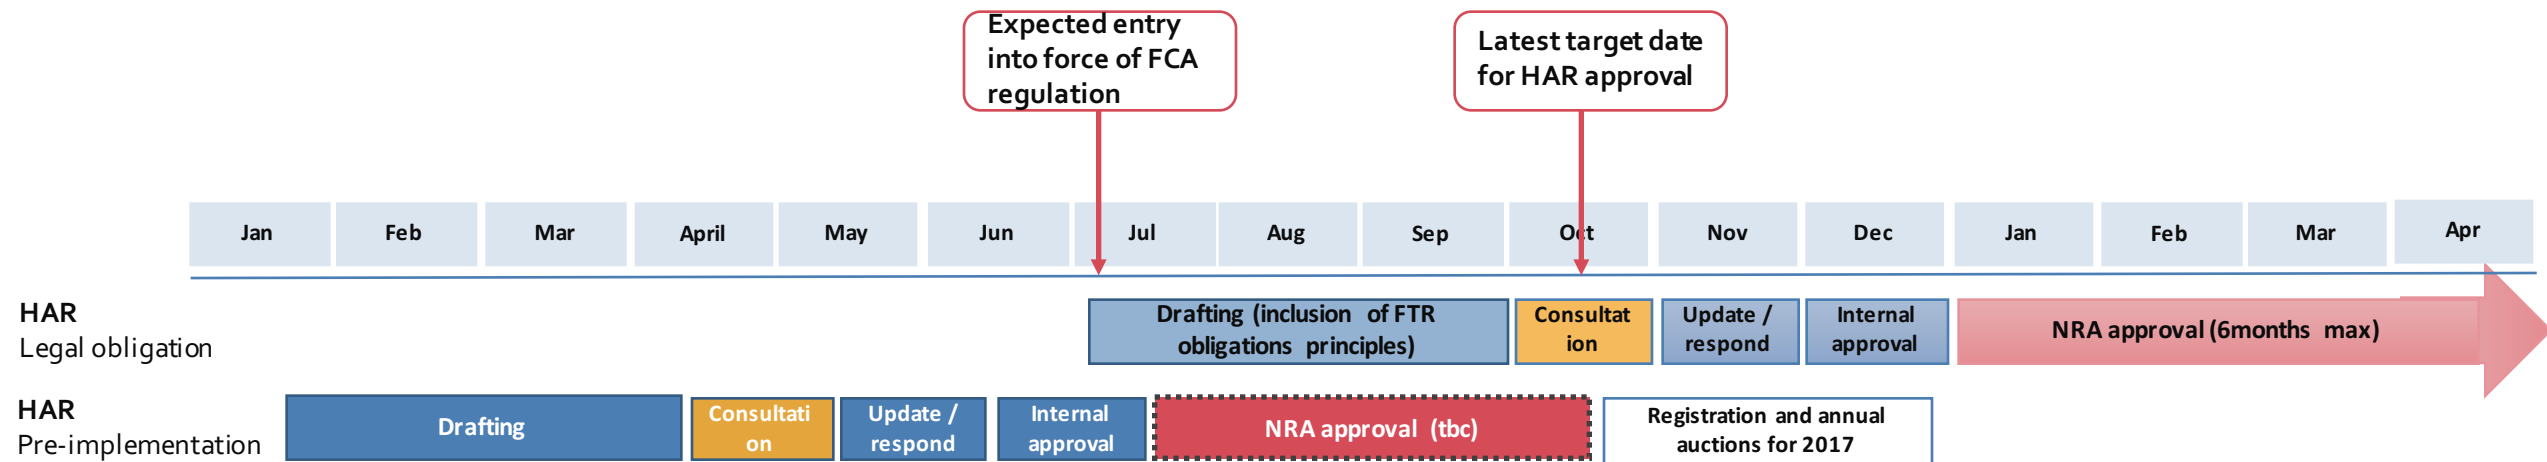 Expected entry
into force of FCA
regulation
Latest target date
for HAR approval
Jan Feb Mar April May Jun Jul Aug Sep Oct Nov Dec Jan Feb Mar Apr
HAR
Legal obligation
Drafting (inclusion of FTR
obligations principles)
Consultat
ion
Update /
respond
Internal
approval
NRA approval (6months max)
HAR
Pre-implementation
Drafting
Consultati
on
Update /
respond
Internal
approval
NRA approval (tbc)
Registration and annual
auctions for 2017